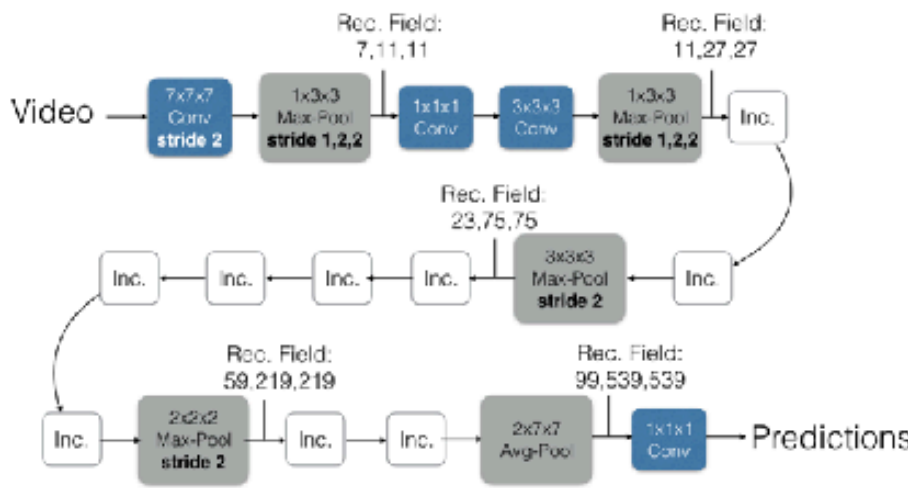 Rec. Field:
7,11,11
Rec. Field:
11,27,27
Video
7x7x7
Conv
stride 2
1x3x3
Max-Pool
stride 1,2,2
1x1x1
Conv
3x3x3
Conv
1x3x3
Max-Pool
stride 1,2,2
Inc.
Rec. Field:
23,75,75
Inc.
Inc.
Inc.
Inc.
3x3x3
Max-Pool
stride 2
Inc.
Rec. Field:
59,219,219
Rec. Field:
99,539,539
Inc.
2x2x2
Max-Pool
stride 2
Inc.
Inc.
2x7x7
Avg-Pool
1x1x1
Conv
Predictions